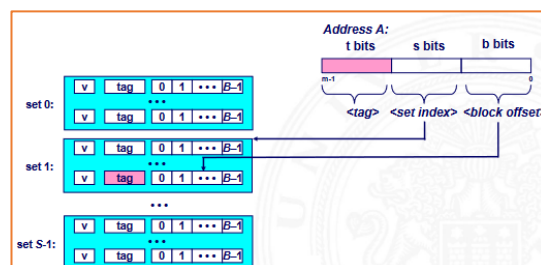 Address A:
t bits s bits b bits
m-1 0
<tag> <set index> <block offset>
set 0:
v tag 0 1 ••• B–1
•••
v tag 0 1 ••• B–1
set 1:
v tag 0 1 ••• B–1
•••
v tag 0 1 ••• B–1
•••
set S-1:
v tag 0 1 ••• B–1
•••
v tag 0 1 ••• B–1